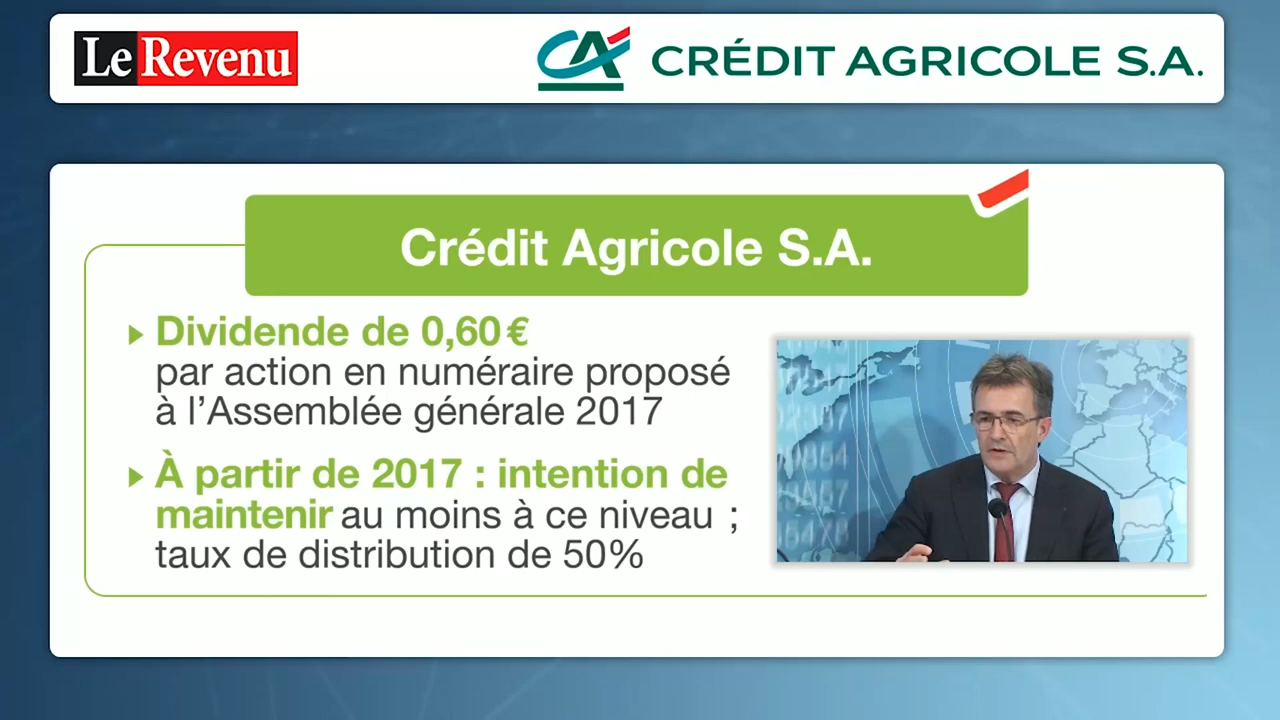 Le Revenu
CRÉDIT AGRICOLE S.A.
Crédit Agricole S.A.
Dividende de 0,60 €
par action en numéraire proposé
à l'Assemblée générale 2017
À partir de 2017 : intention de
maintenir au moins à ce niveau ;
taux de distribution de 50%